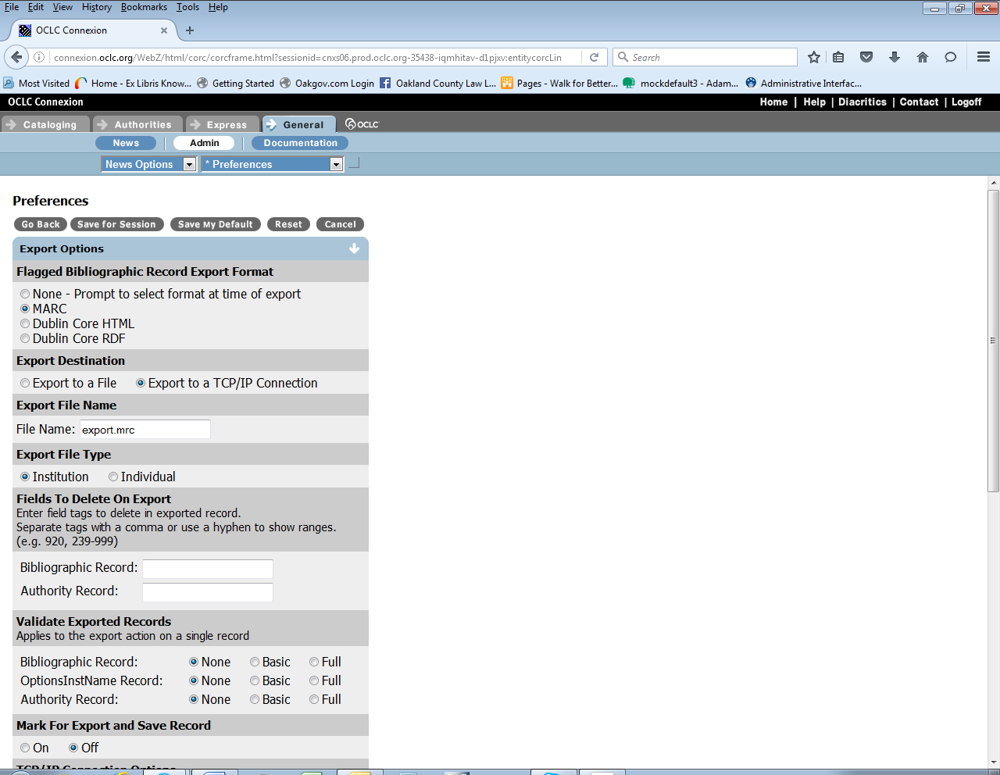 File Edit View History Bookmarks Tools Help
OCLC Connexion
connexion.oclc.org/WebZ/html/corc/corcframe.html?sessionid=cnxs06.prod.oclc.org-35438-iqmhitav-d1pjxv:entitycorcLin
Search
Most Visited Home - Ex Libris Know... Getting Started Oakgov.com Login Oakland County Law L... Pages - Walk for Better... mockdefault3 - Adam... Administrative Interfac...
OCLC Connexion Home | Help | Diacritics | Contact | Logoff
Cataloging Authorities Express General OCLC
News Admin Documentation
News Options * Preferences
Preferences
Go Back Save for Session Save My Default Reset Cancel
Export Options
Flagged Bibliographic Record Export Format
None - Prompt to select format at time of export
MARC
Dublin Core HTML
Dublin Core RDF
Export Destination
Export to a File Export to a TCP/IP Connection
Export File Name
File Name: export.mrc
Export File Type
Institution Individual
Fields To Delete On Export
Enter field tags to delete in exported record.
Separate tags with a comma or use a hyphen to show ranges.
(e.g. 920, 239-999)
Bibliographic Record:
Authority Record:
Validate Exported Records
Applies to the export action on a single record
Bibliographic Record: None Basic Full
OptionsInstName Record: None Basic Full
Authority Record: None Basic Full
Mark For Export and Save Record
On Off
TCP/IP Connection Options